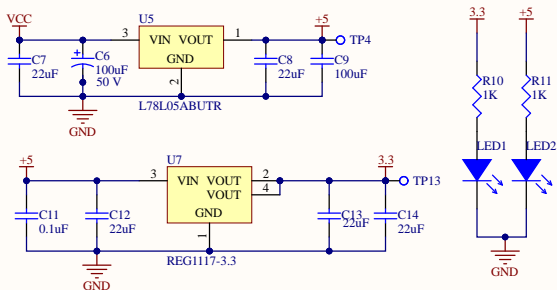 VCC
U5
+5
3
VIN VOUT
1
TP4
GND
2
C7
22uF
C6
100uF
50 V
C8
22uF
C9
100uF
L78L05ABUTR
GND
+5
U7
3.3
3
VIN VOUT
2
VOUT
4
TP13
GND
1
C11
0.1uF
C12
22uF
C13
22uF
C14
22uF
REG1117-3.3
GND
3.3
+5
R10
1K
R11
1K
LED1
LED2
GND